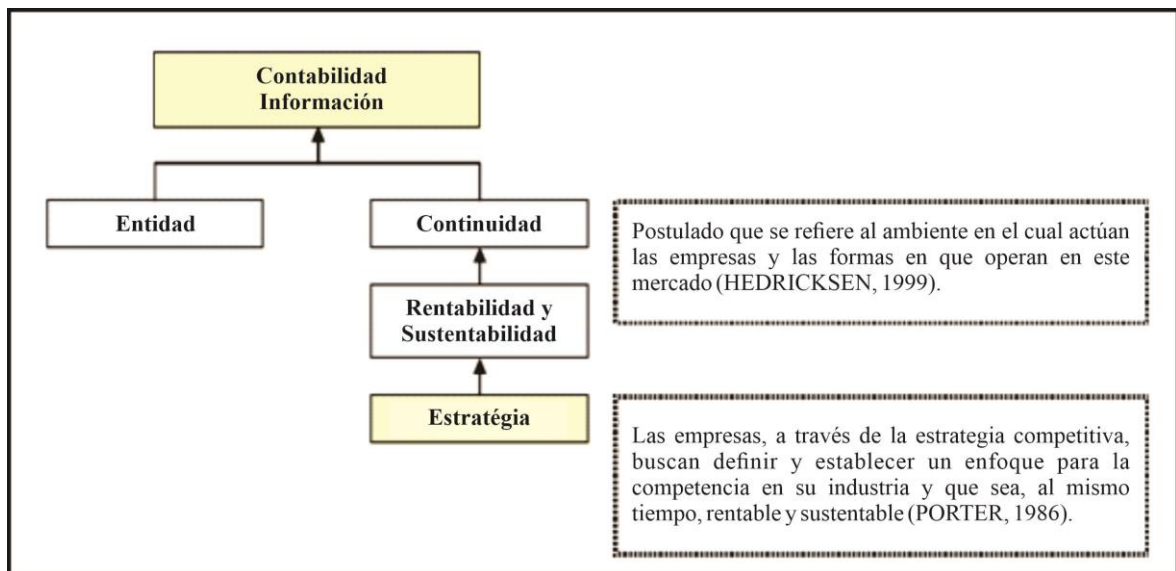 Contabilidad
Información
Entidad
Continuidad
Postulado que se refiere al ambiente en el cual actúan
las empresas y las formas en que operan en este
mercado (HEDRICKSEN, 1999).
Rentabilidad y
Sustentabilidad
Estratégia
Las empresas, a través de la estrategia competitiva,
buscan definir y establecer un enfoque para la
competencia en su industria y que sea, al mismo
tiempo, rentable y sustentable (PORTER, 1986).